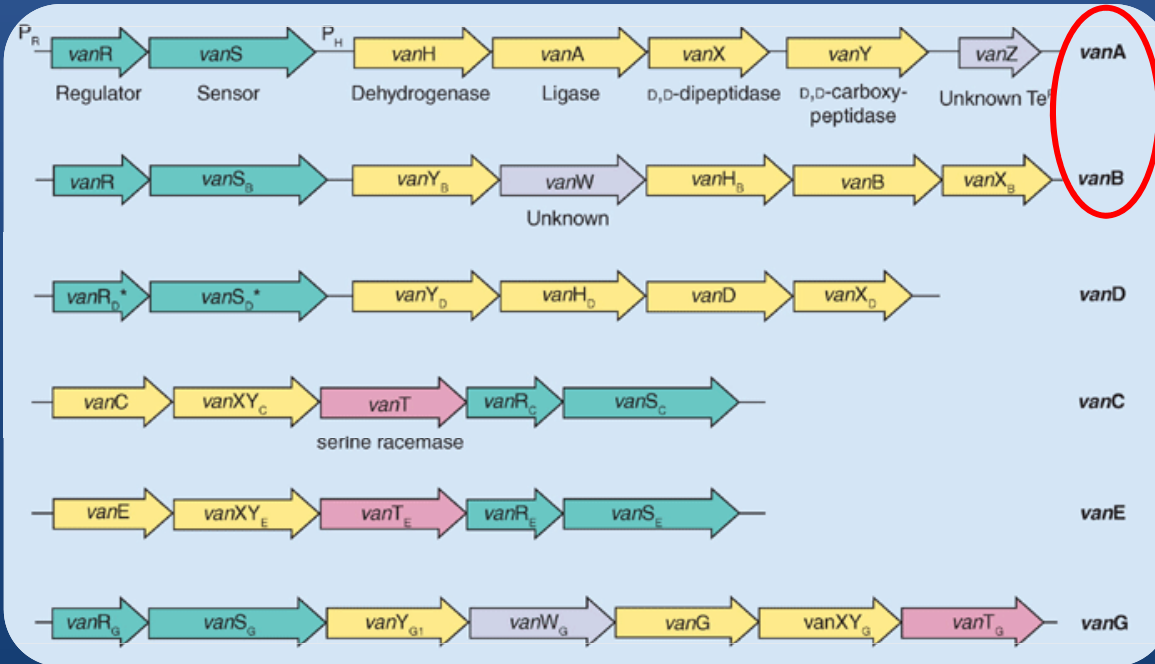 P_R vanR vanS P_H vanH vanA vanX vanY vanZ vanA
Regulator Sensor Dehydrogenase Ligase D,D-dipeptidase D,D-carboxy- Unknown Te^R
peptidase
vanR vanS_B vanY_B vanW vanH_B vanB vanX_B vanB
Unknown
vanR_D* vanS_D* vanY_D vanH_D vanD vanX_D vanD
vanC vanXY_C vanT vanR_C vanS_C vanC
serine racemase
vanE vanXY_E vanT_E vanR_E vanS_E vanE
vanR_G vanS_G vanY_G1 vanW_G vanG vanXY_G vanT_G vanG